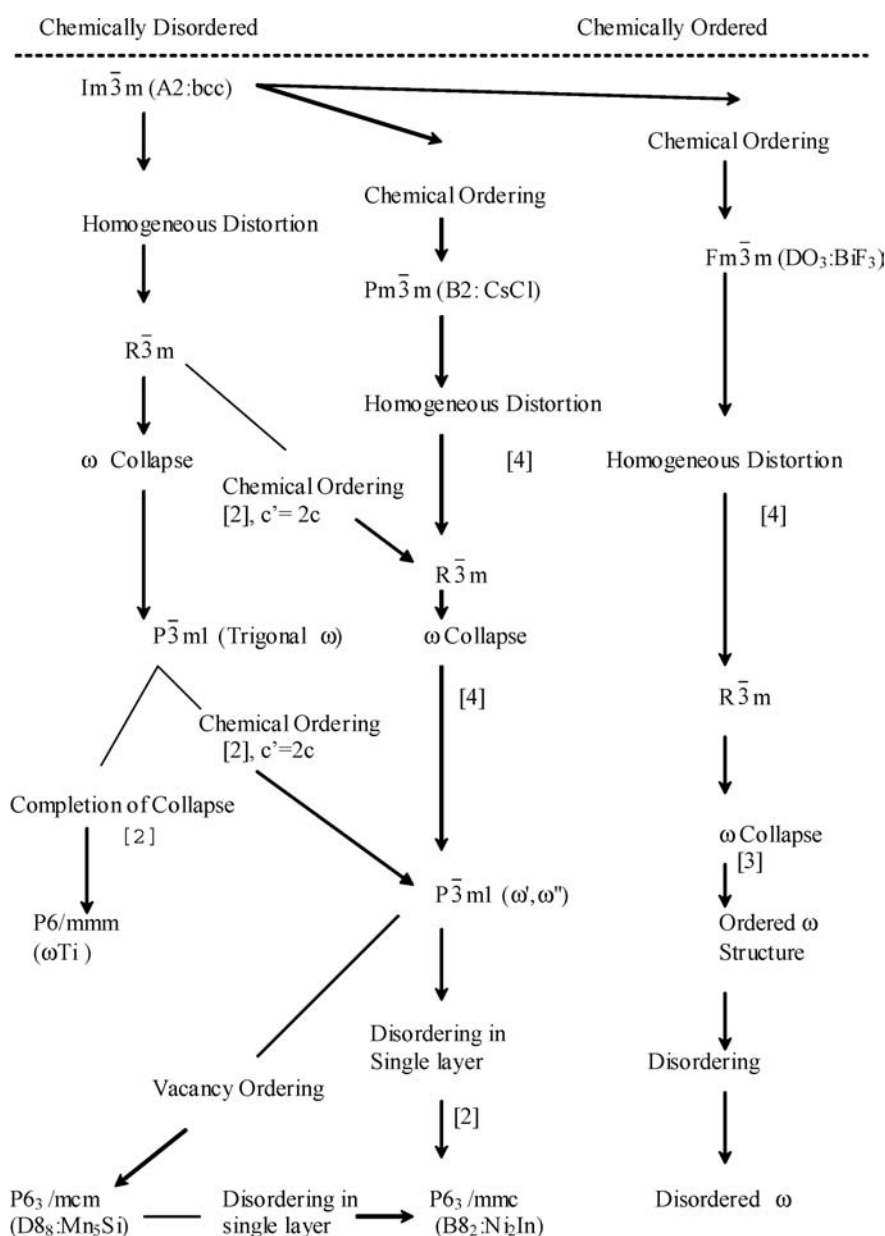 Chemically Disordered
Chemically Ordered
Im3̄m (A2:bcc)
Chemical Ordering
Chemical Ordering
Homogeneous Distortion
Fm3̄m (DO₃:BiF₃)
Pm3̄m (B2: CsCl)
R3̄m
Homogeneous Distortion
ω Collapse
[4]
Homogeneous Distortion
Chemical Ordering
[2], c’= 2c
[4]
R3̄m
P3̄m1 (Trigonal ω)
ω Collapse
R3̄m
[4]
Chemical Ordering
[2], c’=2c
Completion of Collapse
[2]
ω Collapse
[3]
P3̄m1 (ω',ω'')
P6/mmm
(ωTi )
Ordered ω
Structure
Disordering in
Single layer
Disordering
Vacancy Ordering
[2]
P6₃/mcm
(D8₈:Mn₅Si)
Disordering in
single layer
P6₃/mmc
(B8₂:Ni₂In)
Disordered ω